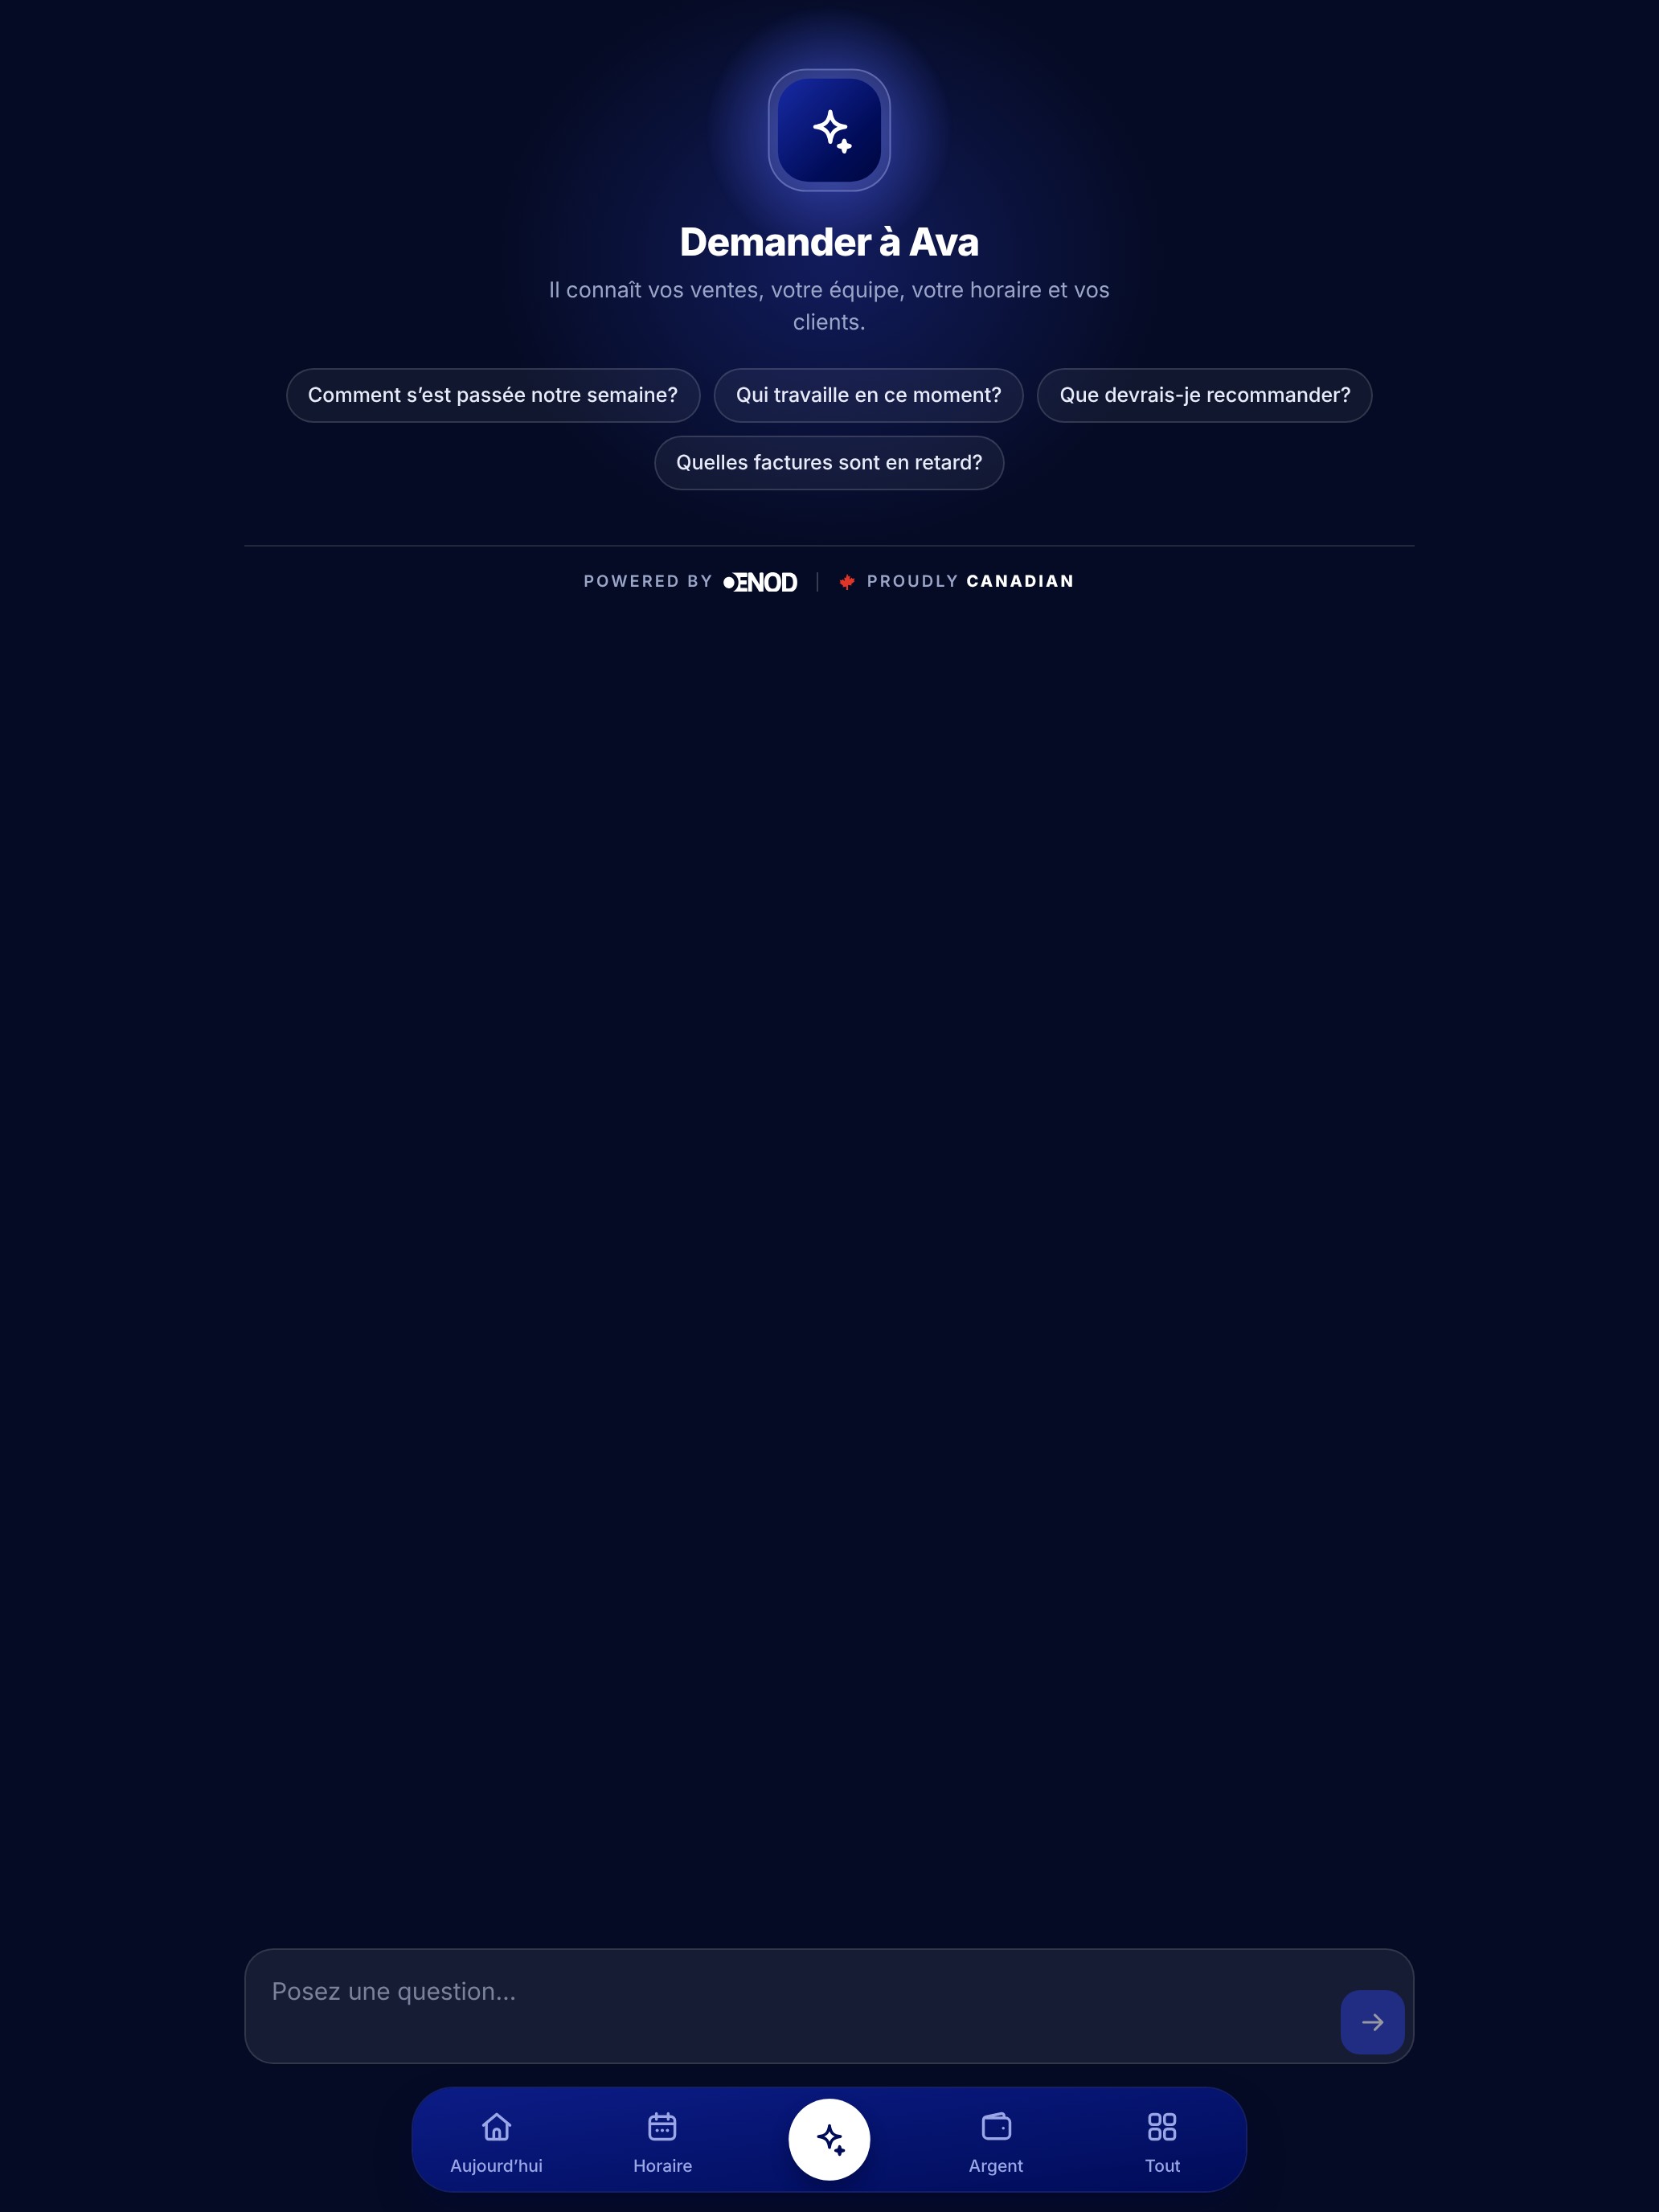 Demander à Ava
Il connaît vos ventes, votre équipe, votre horaire et vos
clients.
Comment s’est passée notre semaine?
Qui travaille en ce moment?
Que devrais-je recommander?
Quelles factures sont en retard?
POWERED BY ENOD | PROUDLY CANADIAN
Posez une question...
Aujourd’hui
Horaire
Argent
Tout